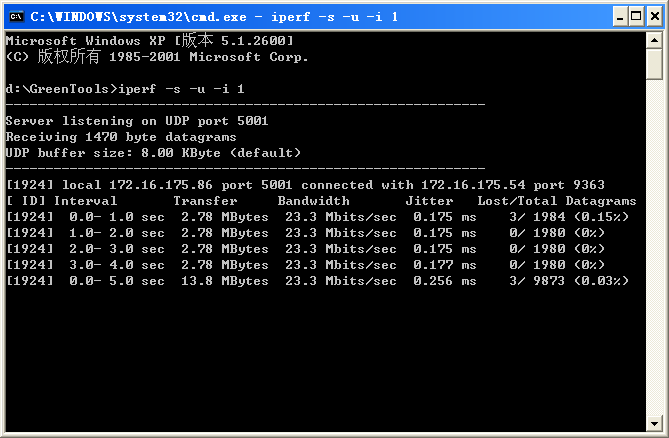 C:\WINDOWS\system32\cmd.exe - iperf -s -u -i 1
Microsoft Windows XP [版本 5.1.2600]
(C) 版权所有 1985-2001 Microsoft Corp.
d:\GreenTools>iperf -s -u -i 1
------------------------------------------------------------
Server listening on UDP port 5001
Receiving 1470 byte datagrams
UDP buffer size: 8.00 KByte (default)
------------------------------------------------------------
[1924] local 172.16.175.86 port 5001 connected with 172.16.175.54 port 9363
[ ID] Interval       Transfer     Bandwidth       Jitter   Lost/Total Datagrams
[1924]  0.0- 1.0 sec  2.78 MBytes  23.3 Mbits/sec  0.175 ms    3/ 1984 (0.15%)
[1924]  1.0- 2.0 sec  2.78 MBytes  23.3 Mbits/sec  0.175 ms    0/ 1980 (0%)
[1924]  2.0- 3.0 sec  2.78 MBytes  23.3 Mbits/sec  0.175 ms    0/ 1980 (0%)
[1924]  3.0- 4.0 sec  2.78 MBytes  23.3 Mbits/sec  0.177 ms    0/ 1980 (0%)
[1924]  0.0- 5.0 sec  13.8 MBytes  23.3 Mbits/sec  0.256 ms    3/ 9873 (0.03%)